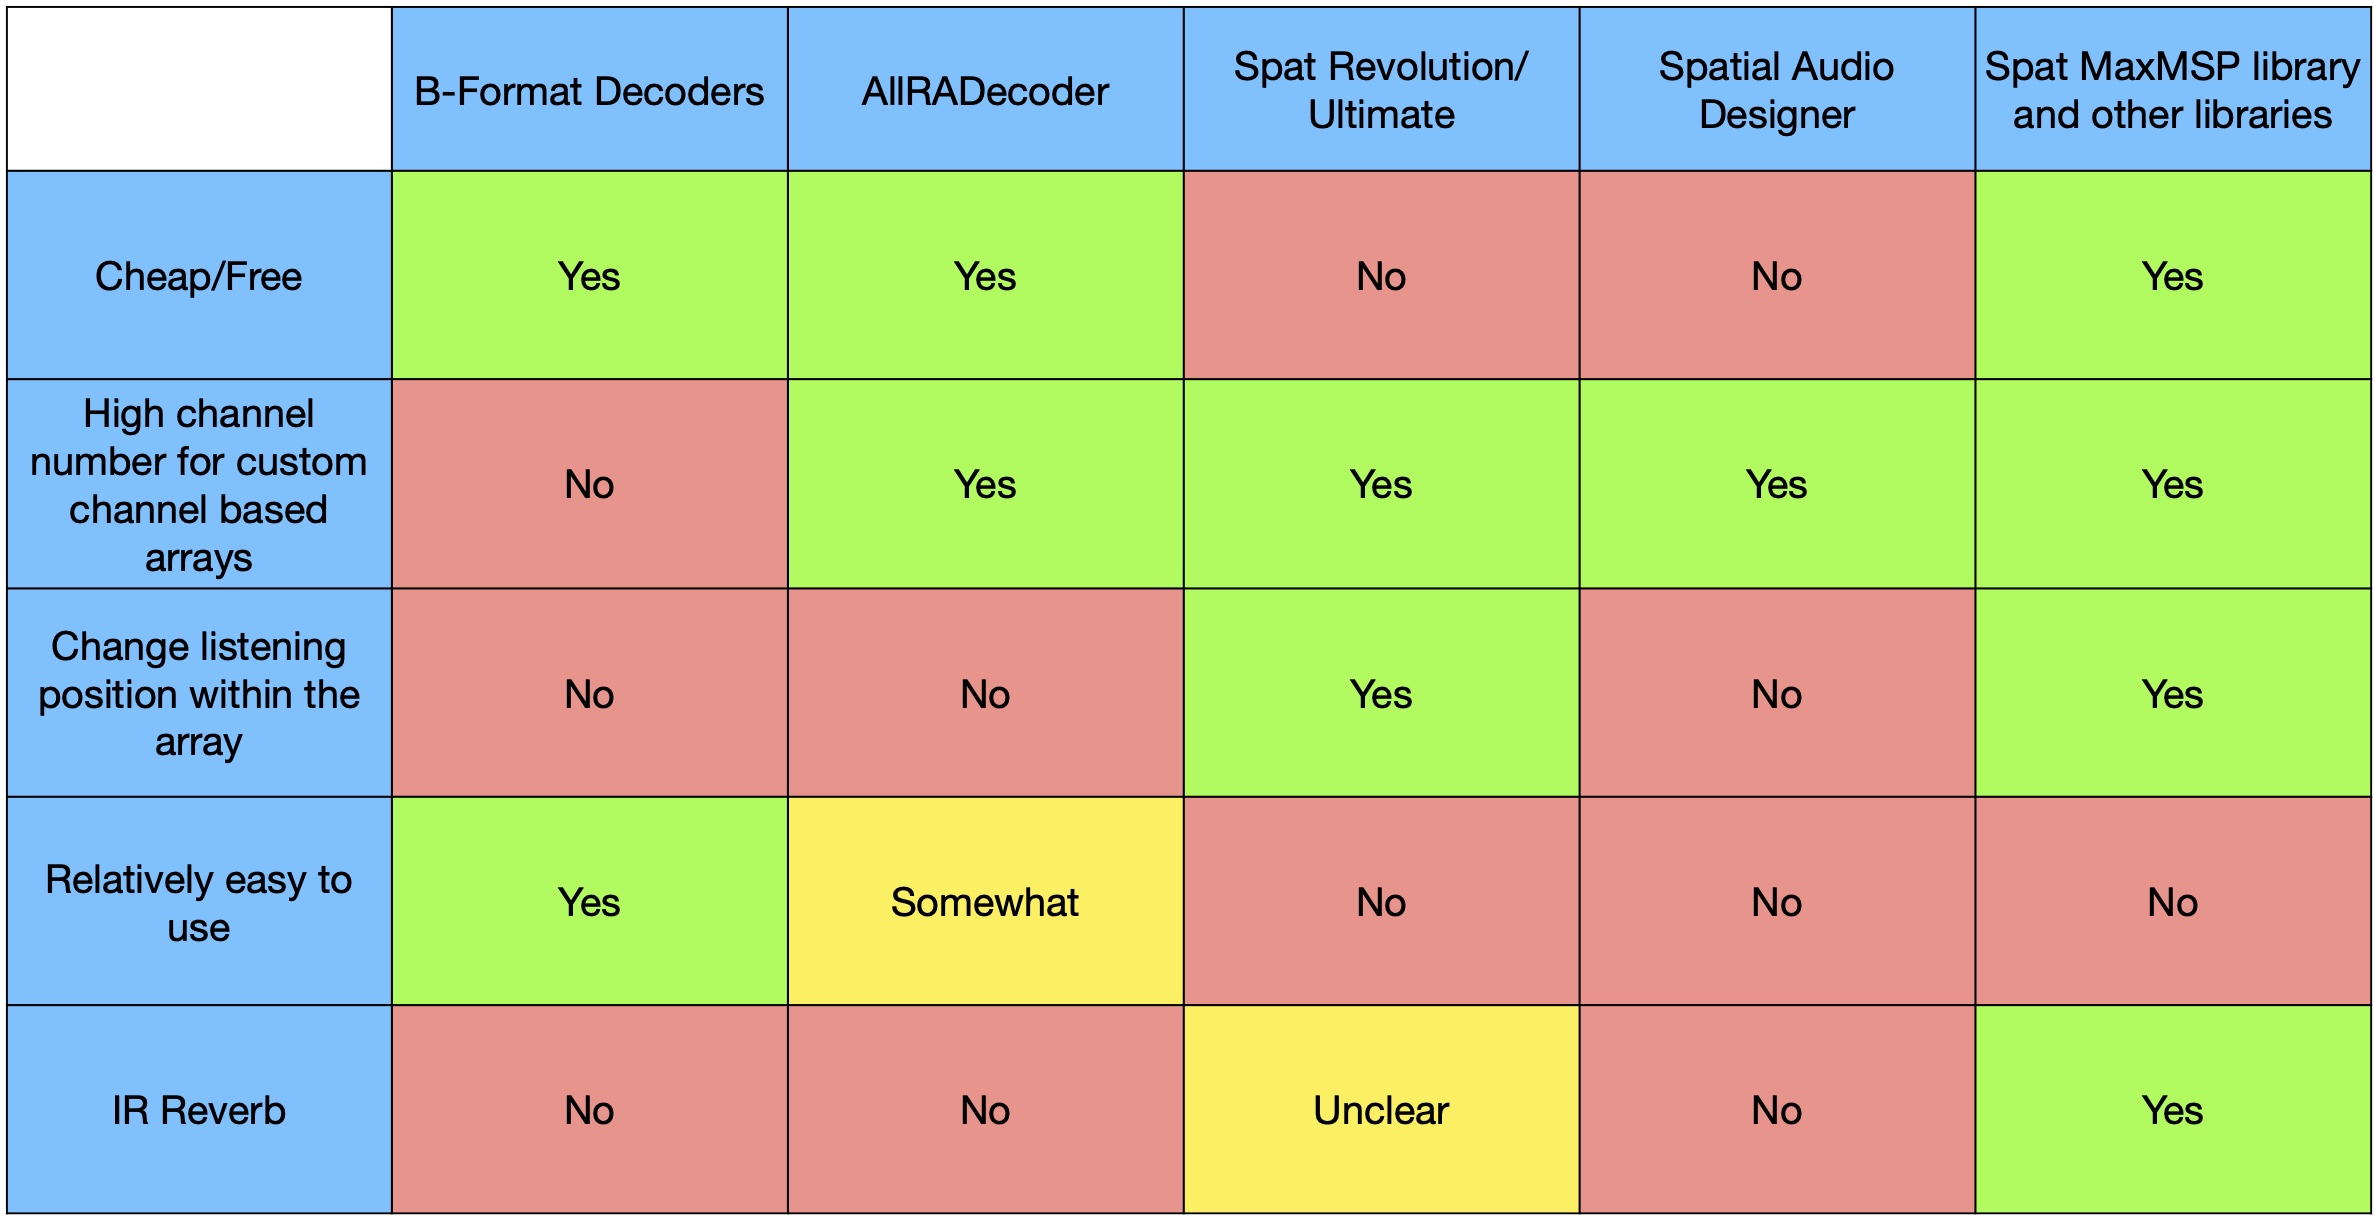 B-Format Decoders
AllRADecoder
Spat Revolution/
Ultimate
Spatial Audio
Designer
Spat MaxMSP library
and other libraries
Cheap/Free
Yes
Yes
No
No
Yes
High channel
number for custom
channel based
arrays
No
Yes
Yes
Yes
Yes
Change listening
position within the
array
No
No
Yes
No
Yes
Relatively easy to
use
Yes
Somewhat
No
No
No
IR Reverb
No
No
Unclear
No
Yes